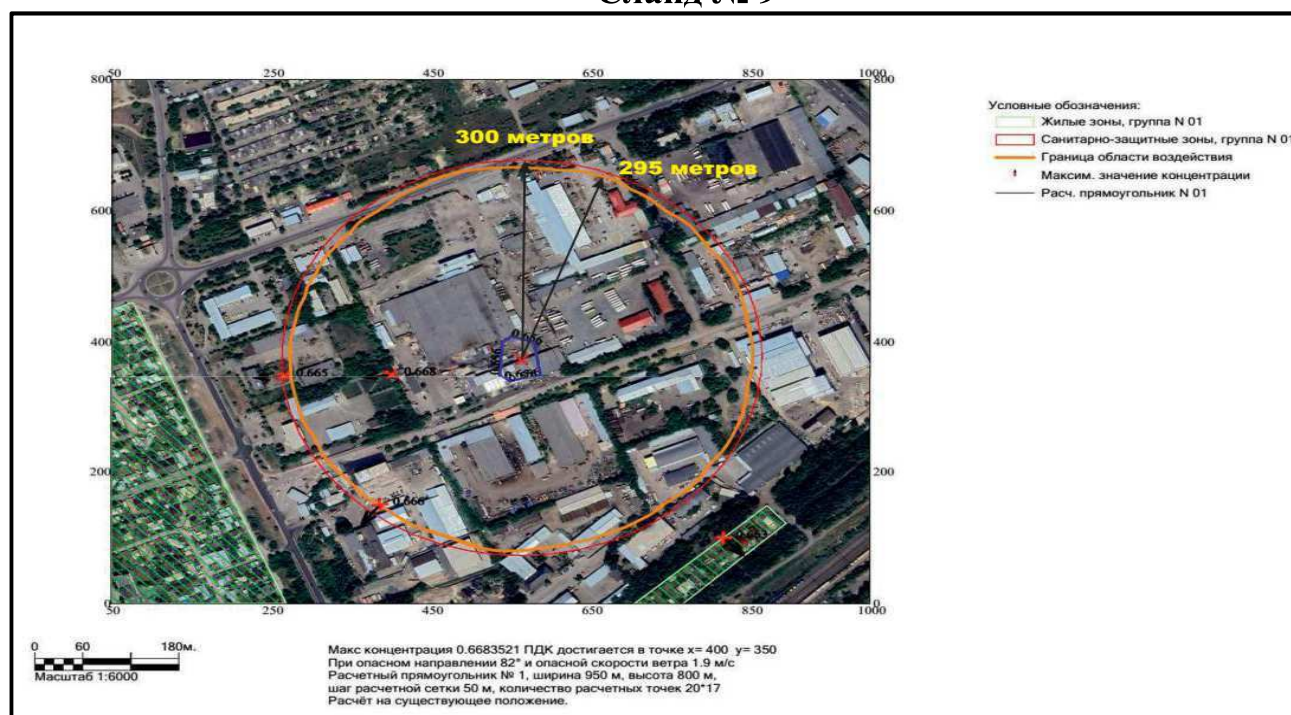 50 250 450 650 850 1000
800 800
300 метров
295 метров
600 600
400 400
0.665
0.668
200 200
0.666
0 0
50 250 450 650 850 1000
Условные обозначения:
Жилые зоны, группа N 01
Санитарно-защитные зоны, группа N 01
Граница области воздействия
Максим. значение концентрации
Расч. прямоугольник N 01
0 60 180м.
Масштаб 1:6000
Макс концентрация 0.6683521 ПДК достигается в точке x= 400 y= 350
При опасном направлении 82° и опасной скорости ветра 1.9 м/с
Расчетный прямоугольник № 1, ширина 950 м, высота 800 м,
шаг расчетной сетки 50 м, количество расчетных точек 20*17
Расчёт на существующее положение.